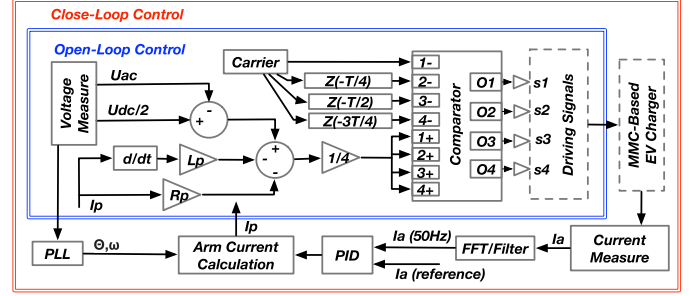 Close-Loop Control
Open-Loop Control
Voltage Measure
Uac
Udc/2
-
+
Carrier
Z(-T/4)
Z(-T/2)
Z(-3T/4)
1-
2-
3-
4-
1+
2+
3+
4+
Comparator
O1
O2
O3
O4
s1
s2
s3
s4
Driving Signals
MMC-Based
EV Charger
d/dt
Lp
Rp
Ip
+
-
-
1/4
PLL
Θ,ω
Arm Current
Calculation
Ip
PID
Ia (50Hz)
Ia (reference)
FFT/Filter
Ia
Current
Measure